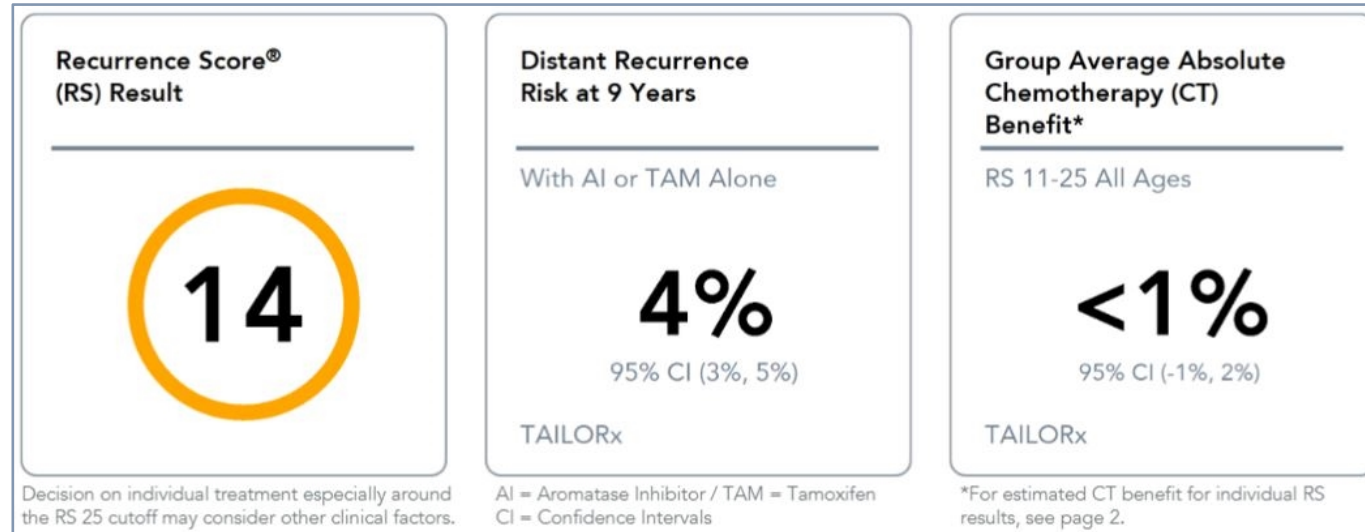 Recurrence Score®
(RS) Result
14
Decision on individual treatment especially around
the RS 25 cutoff may consider other clinical factors.
Distant Recurrence
Risk at 9 Years
With AI or TAM Alone
4%
95% CI (3%, 5%)
TAILORx
AI = Aromatase Inhibitor / TAM = Tamoxifen
CI = Confidence Intervals
Group Average Absolute
Chemotherapy (CT)
Benefit*
RS 11-25 All Ages
<1%
95% CI (-1%, 2%)
TAILORx
*For estimated CT benefit for individual RS
results, see page 2.